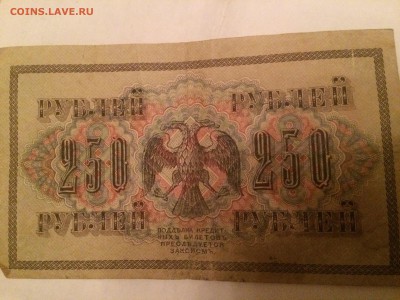 COINS.LAVE.RU
РУБЛЕЙ РУБЛЕЙ
250 250
РУБЛЕЙ РУБЛЕЙ
ПОДДѢЛКА КРЕДИТ
НЫХЪ БИЛЕТОВЪ
ПРЕСЛѢДУЕТСЯ
ЗАКОНОМЪ